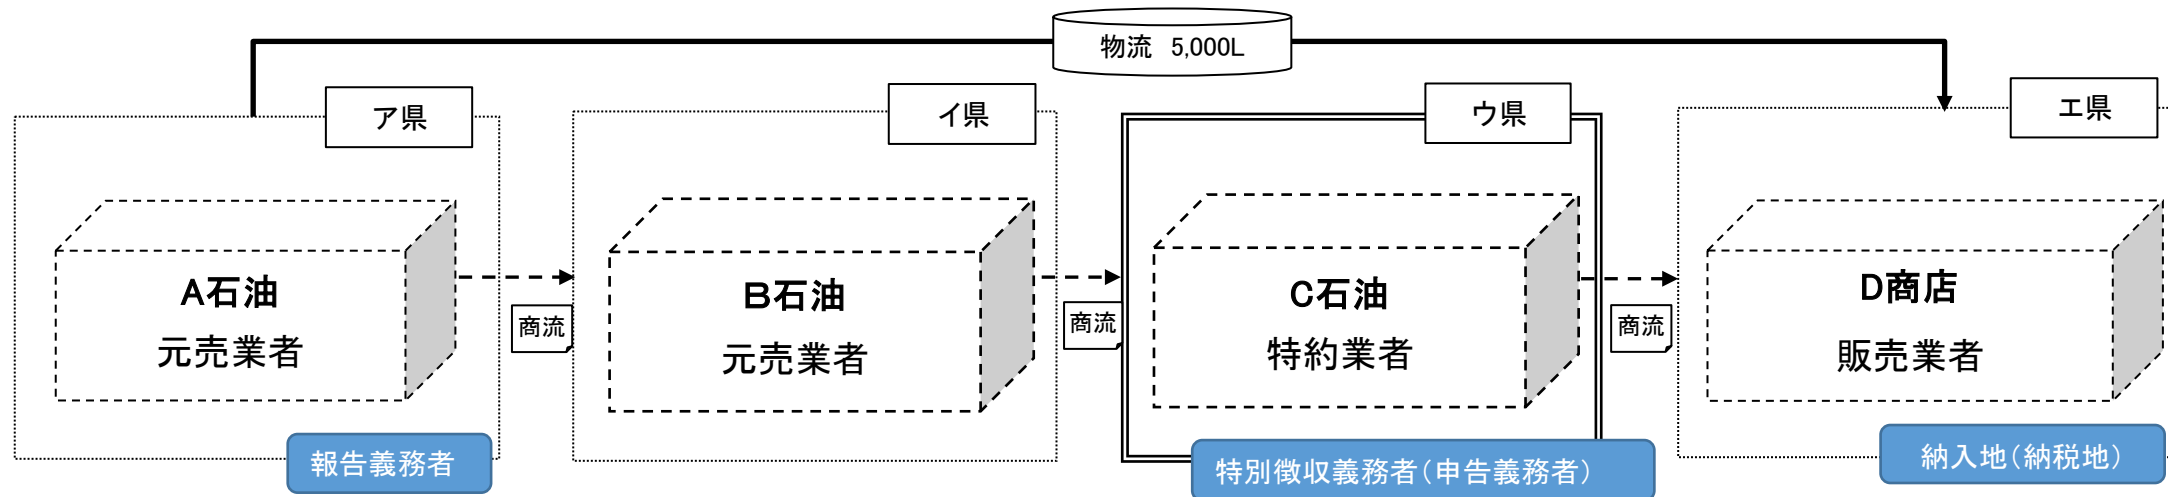 物流 5,000L
ア県
イ県
ウ県
エ県
A石油
元売業者
商流
B石油
元売業者
商流
C石油
特約業者
商流
D商店
販売業者
報告義務者
特別徴収義務者(申告義務者)
納入地(納税地)